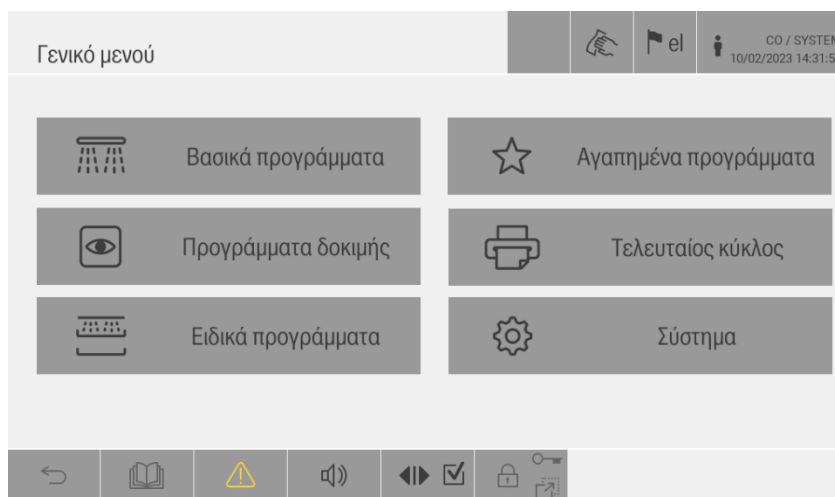 Γενικό μενού
el
CO / SYSTEM
10/02/2023 14:31:5
Βασικά προγράμματα
Αγαπημένα προγράμματα
Προγράμματα δοκιμής
Τελευταίος κύκλος
Ειδικά προγράμματα
Σύστημα